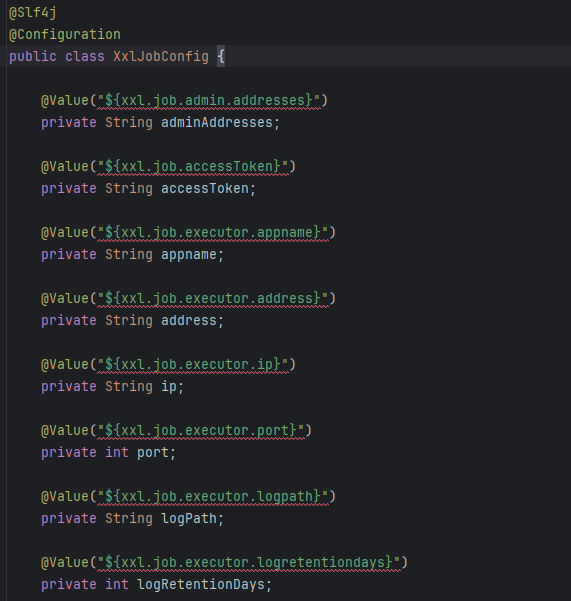 @Slf4j
@Configuration
public class XxlJobConfig {
@Value("${xxl.job.admin.addresses}")
private String adminAddresses;
@Value("${xxl.job.accessToken}")
private String accessToken;
@Value("${xxl.job.executor.appname}")
private String appname;
@Value("${xxl.job.executor.address}")
private String address;
@Value("${xxl.job.executor.ip}")
private String ip;
@Value("${xxl.job.executor.port}")
private int port;
@Value("${xxl.job.executor.logpath}")
private String logPath;
@Value("${xxl.job.executor.logretentiondays}")
private int logRetentionDays;